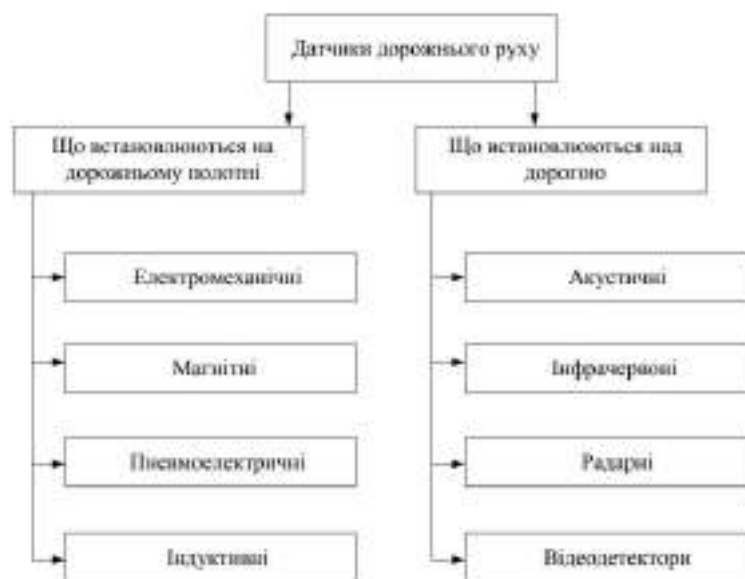 Датчики дорожнього руху
Що встановлюються на
дорожньому полотні
Що встановлюються над
дорогою
Електромеханічні
Магнітні
Пневмоелектричні
Індуктивні
Акустичні
Інфрачервоні
Радарні
Відеодетектори